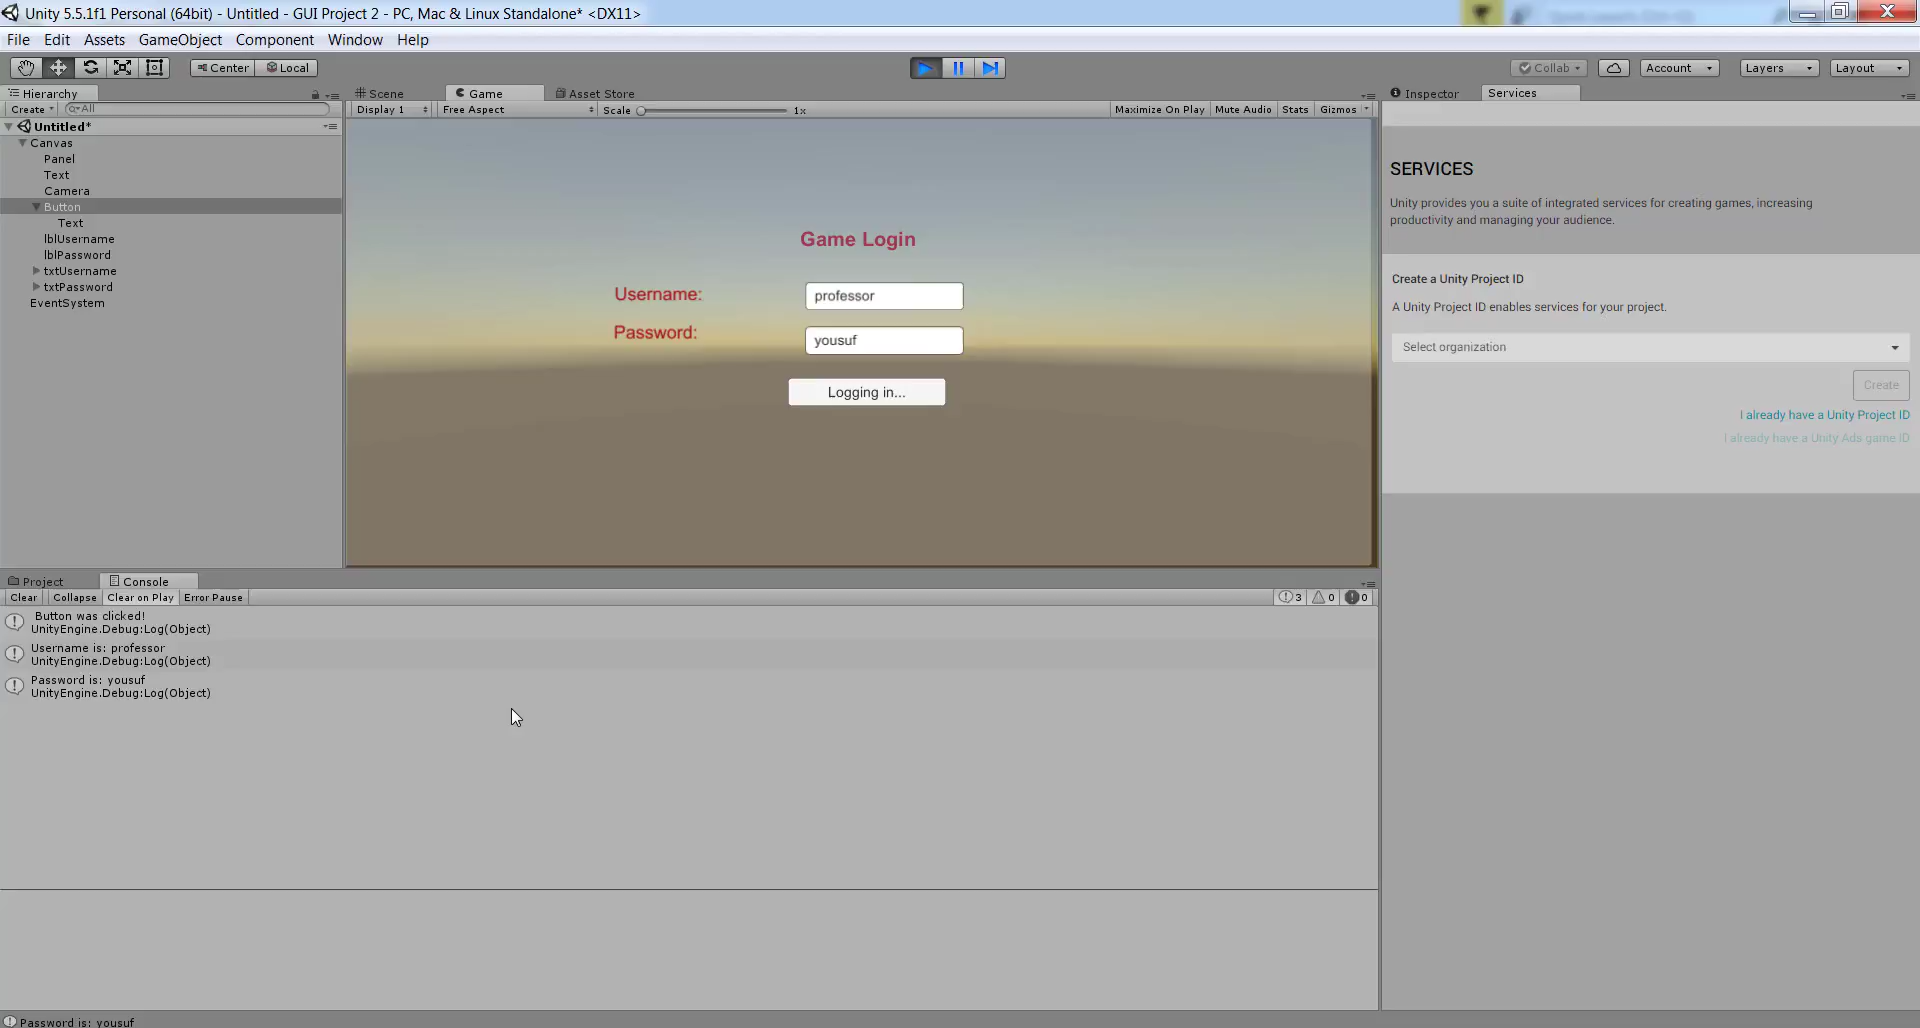 Unity 5.5.1f1 Personal (64bit) - Untitled - GUI Project 2 - PC, Mac & Linux Standalone* <DX11>
File Edit Assets GameObject Component Window Help
Center Local Collab Account Layers Layout
Hierarchy
Create All
Untitled*
Canvas
Panel
Text
Camera
Button
Text
lblUsername
lblPassword
txtUsername
txtPassword
EventSystem
Scene Game Asset Store
Display 1 Free Aspect Scale 1x Maximize On Play Mute Audio Stats Gizmos
Game Login
Username: professor
Password: yousuf
Logging in...
Inspector Services
SERVICES
Unity provides you a suite of integrated services for creating games, increasing
productivity and managing your audience.
Create a Unity Project ID
A Unity Project ID enables services for your project.
Select organization
Create
I already have a Unity Project ID
I already have a Unity Ads game ID
Project Console
Clear Collapse Clear on Play Error Pause 3 0 0
Button was clicked!
UnityEngine.Debug:Log(Object)
Username is: professor
UnityEngine.Debug:Log(Object)
Password is: yousuf
UnityEngine.Debug:Log(Object)
Password is: yousuf